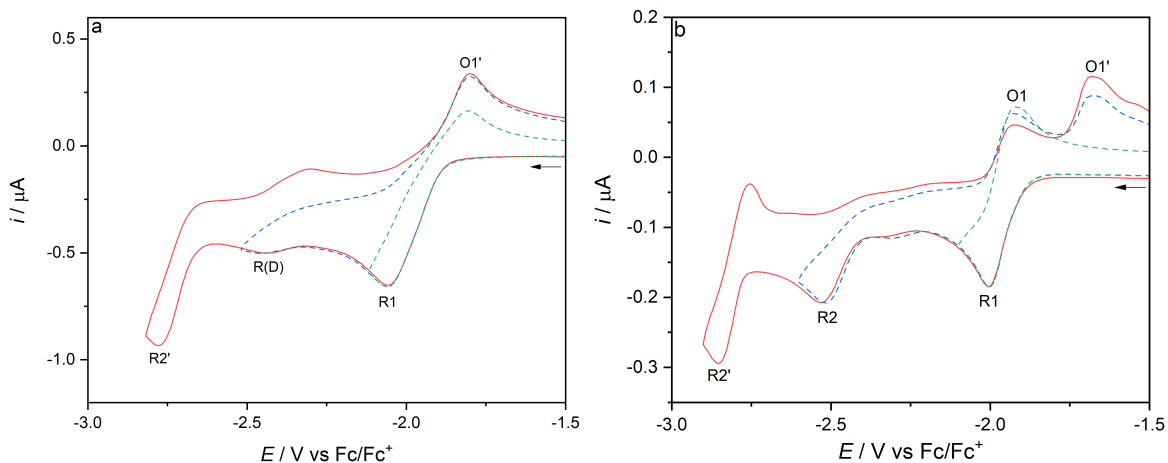 a
0.5
0.0
-0.5
-1.0
i / μA
O1'
R(D)
R1
R2'
-3.0 -2.5 -2.0 -1.5
E / V vs Fc/Fc⁺
b
0.2
0.1
0.0
-0.1
-0.2
-0.3
i / μA
O1
O1'
R1
R2
R2'
-3.0 -2.5 -2.0 -1.5
E / V vs Fc/Fc⁺